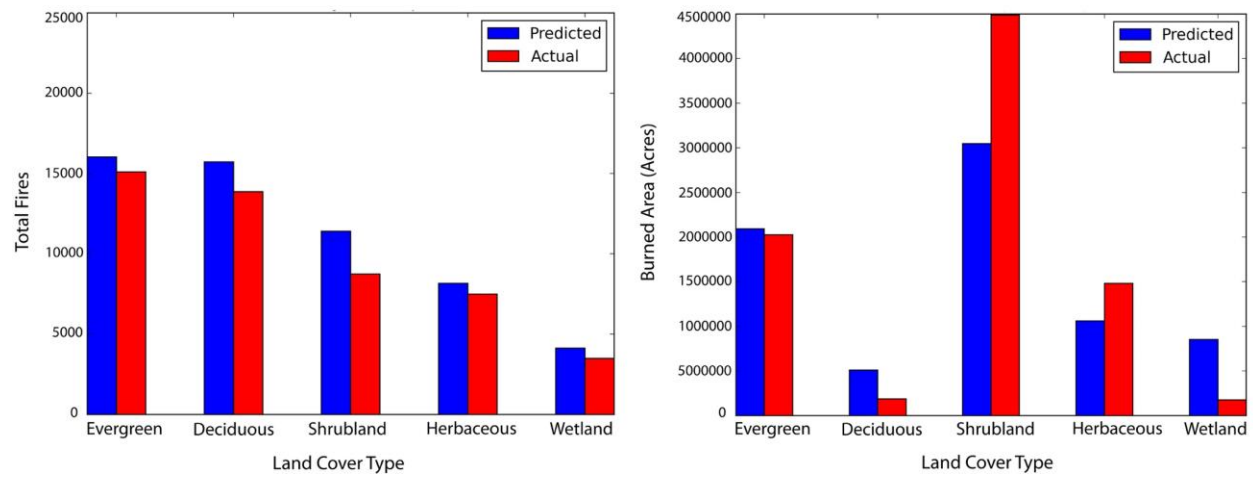 25000
20000
15000
10000
5000
0
Total Fires
Predicted
Actual
Evergreen Deciduous Shrubland Herbaceous Wetland
Land Cover Type
4500000
4000000
3500000
3000000
2000000
2000000
1500000
1000000
5000000
0
Burned Area (Acres)
Predicted
Actual
Evergreen Deciduous Shrubland Herbaceous Wetland
Land Cover Type